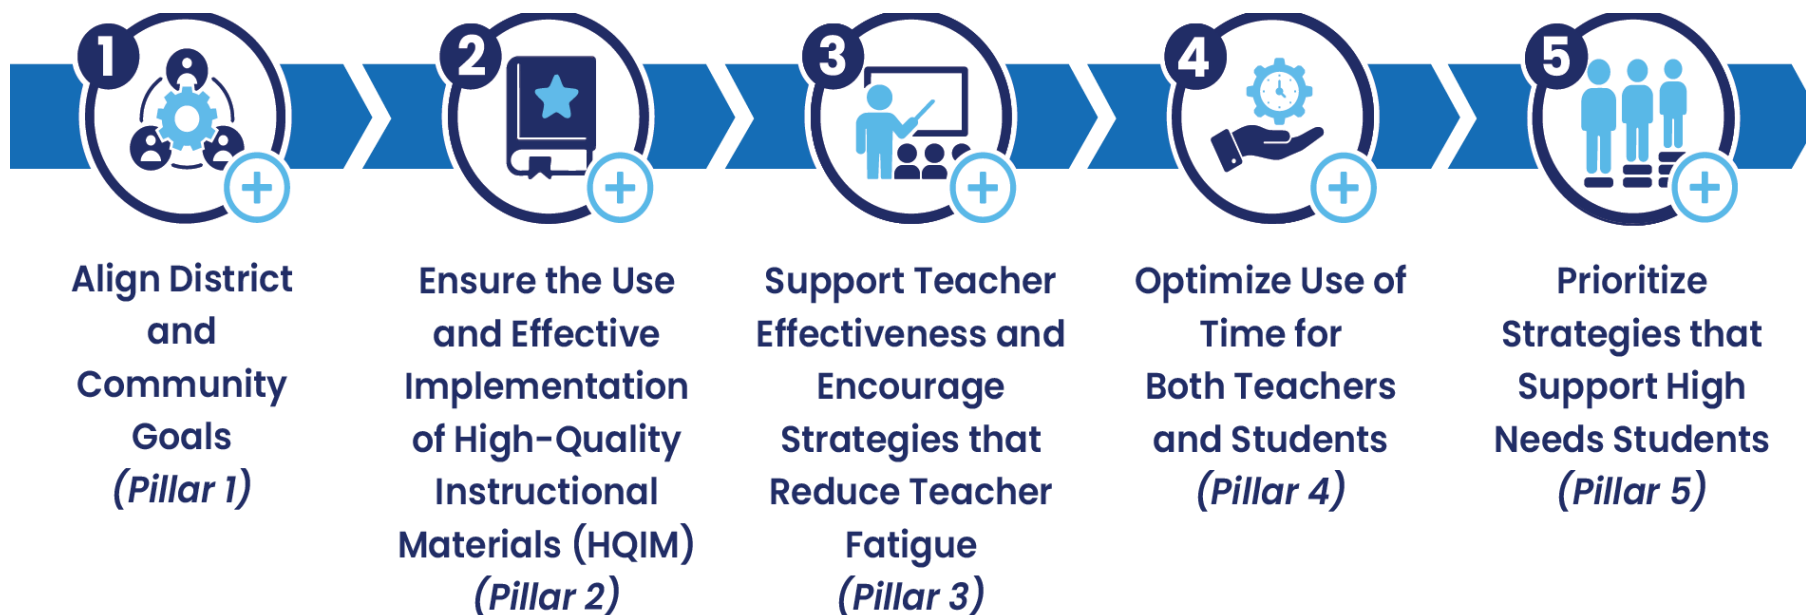 1
Align District
and
Community
Goals
(Pillar 1)
2
Ensure the Use
and Effective
Implementation
of High-Quality
Instructional
Materials (HQIM)
(Pillar 2)
3
Support Teacher
Effectiveness and
Encourage
Strategies that
Reduce Teacher
Fatigue
(Pillar 3)
4
Optimize Use of
Time for
Both Teachers
and Students
(Pillar 4)
5
Prioritize
Strategies that
Support High
Needs Students
(Pillar 5)